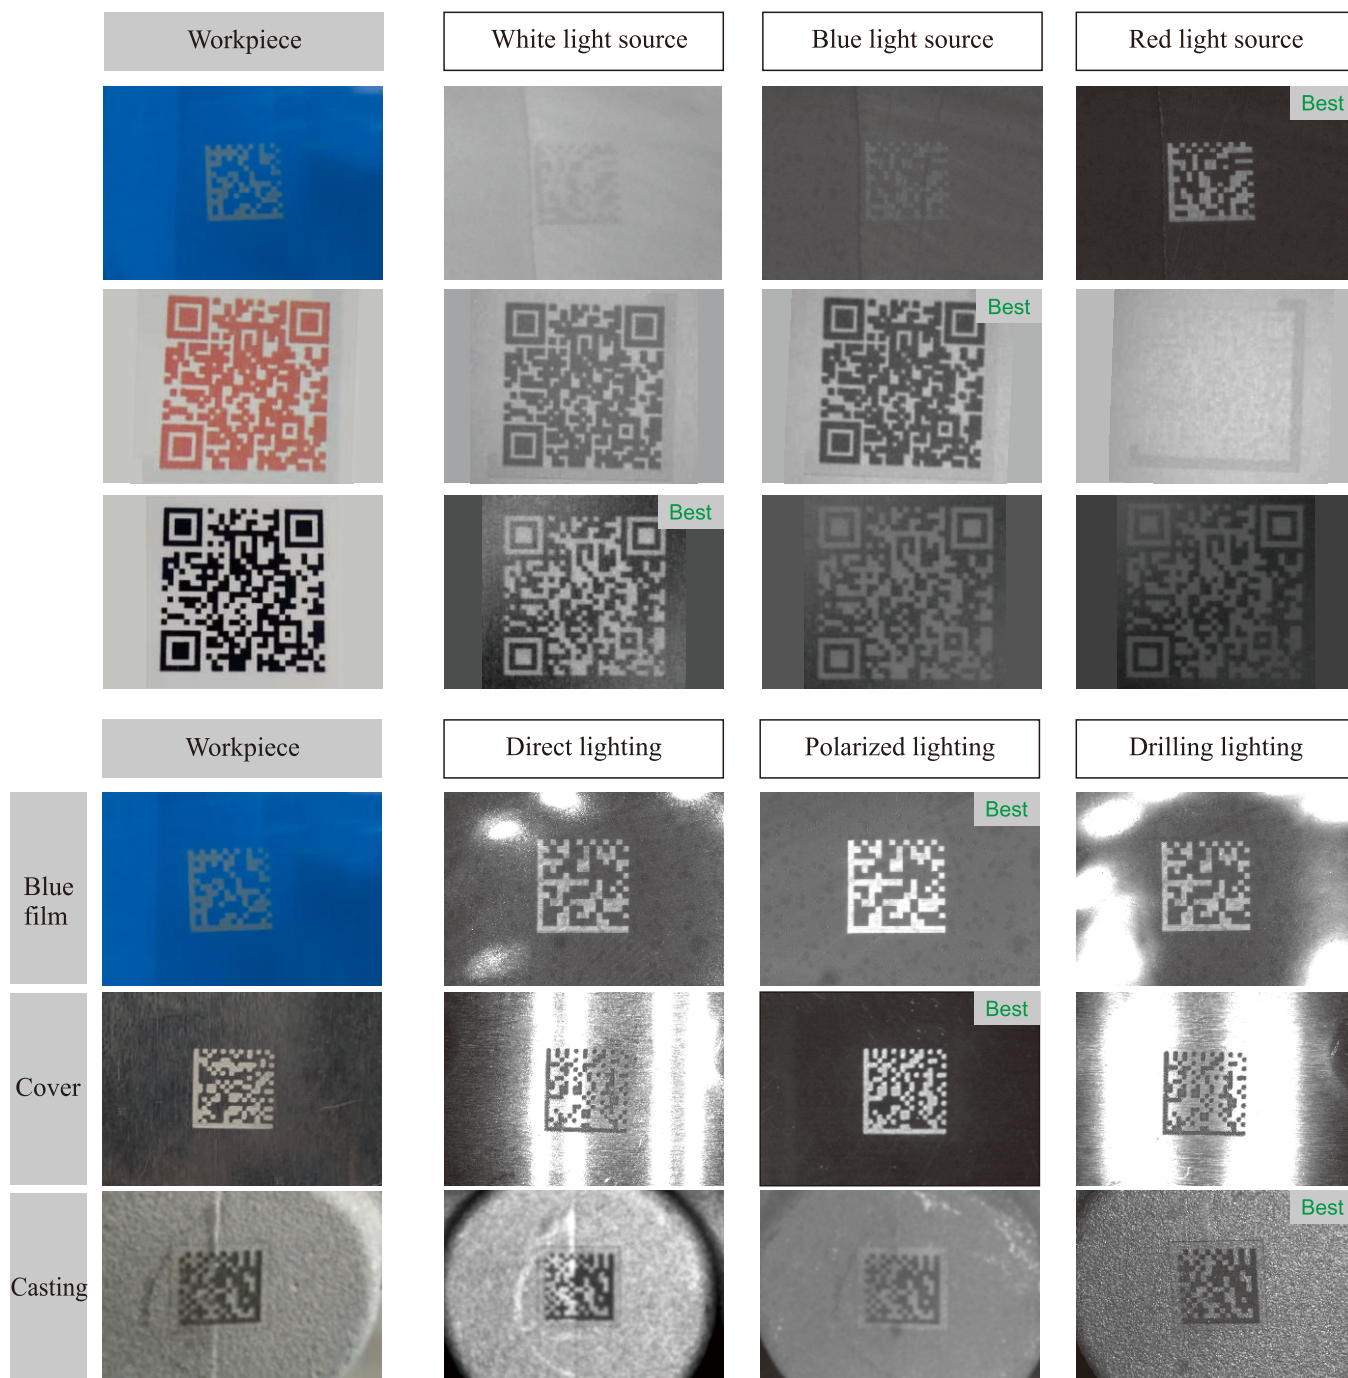 Workpiece
White light source
Blue light source
Red light source
Best
Best
Best
Workpiece
Direct lighting
Polarized lighting
Drilling lighting
Blue
film
Best
Cover
Best
Casting
Best